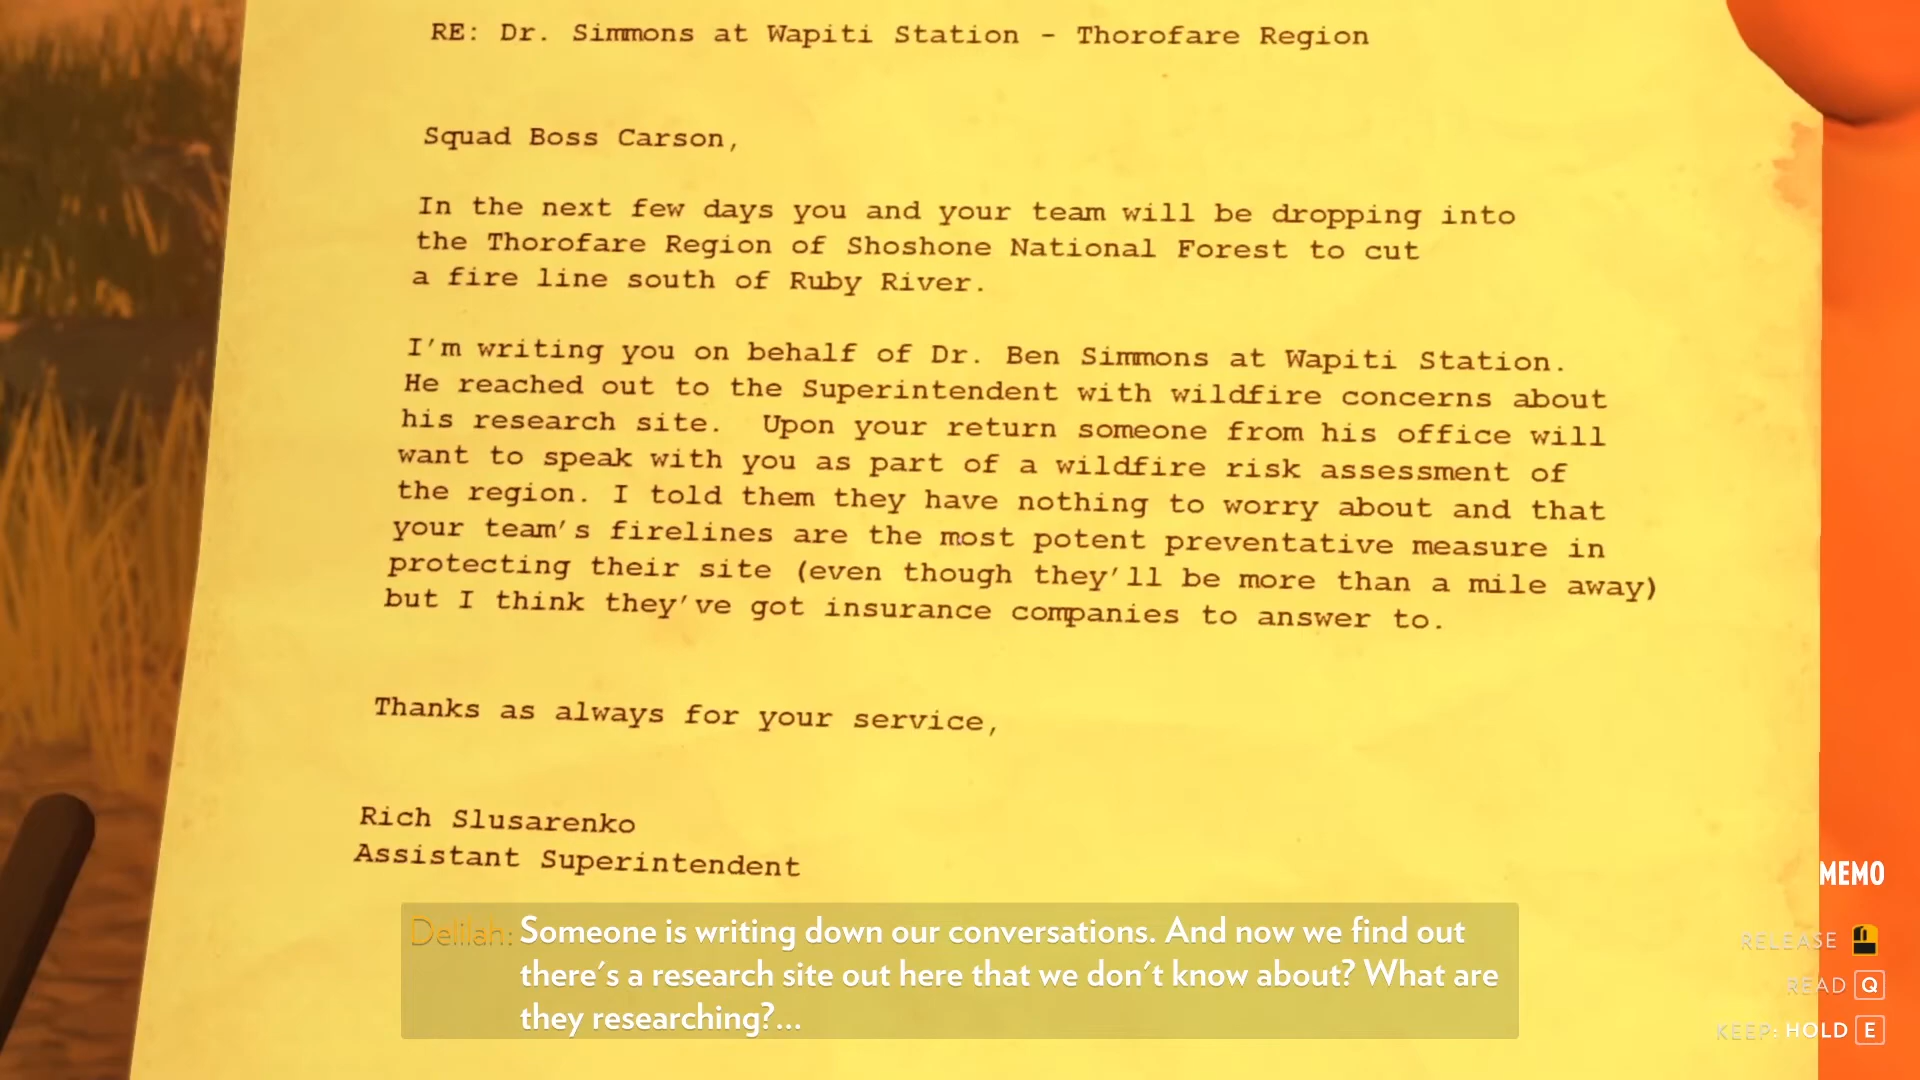 RE: Dr. Simmons at Wapiti Station - Thorofare Region
Squad Boss Carson,
In the next few days you and your team will be dropping into
the Thorofare Region of Shoshone National Forest to cut
a fire line south of Ruby River.
I'm writing you on behalf of Dr. Ben Simmons at Wapiti Station.
He reached out to the Superintendent with wildfire concerns about
his research site.  Upon your return someone from his office will
want to speak with you as part of a wildfire risk assessment of
the region. I told them they have nothing to worry about and that
your team's firelines are the most potent preventative measure in
protecting their site (even though they'll be more than a mile away)
but I think they've got insurance companies to answer to.
Thanks as always for your service,
Rich Slusarenko
Assistant Superintendent
MEMO
RELEASE
READ Q
KEEP: HOLD E
Delilah: Someone is writing down our conversations. And now we find out
there's a research site out here that we don't know about? What are
they researching?...